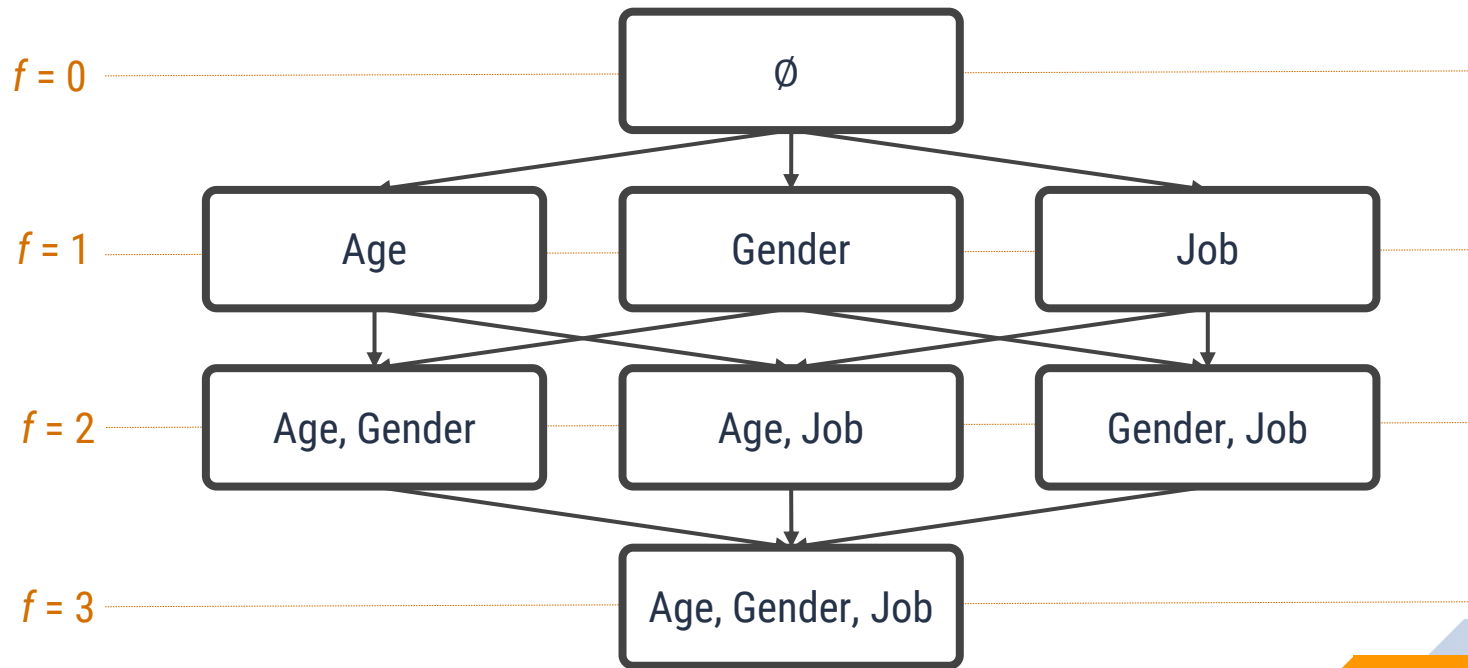 f = 0
∅
f = 1
Age
Gender
Job
f = 2
Age, Gender
Age, Job
Gender, Job
f = 3
Age, Gender, Job